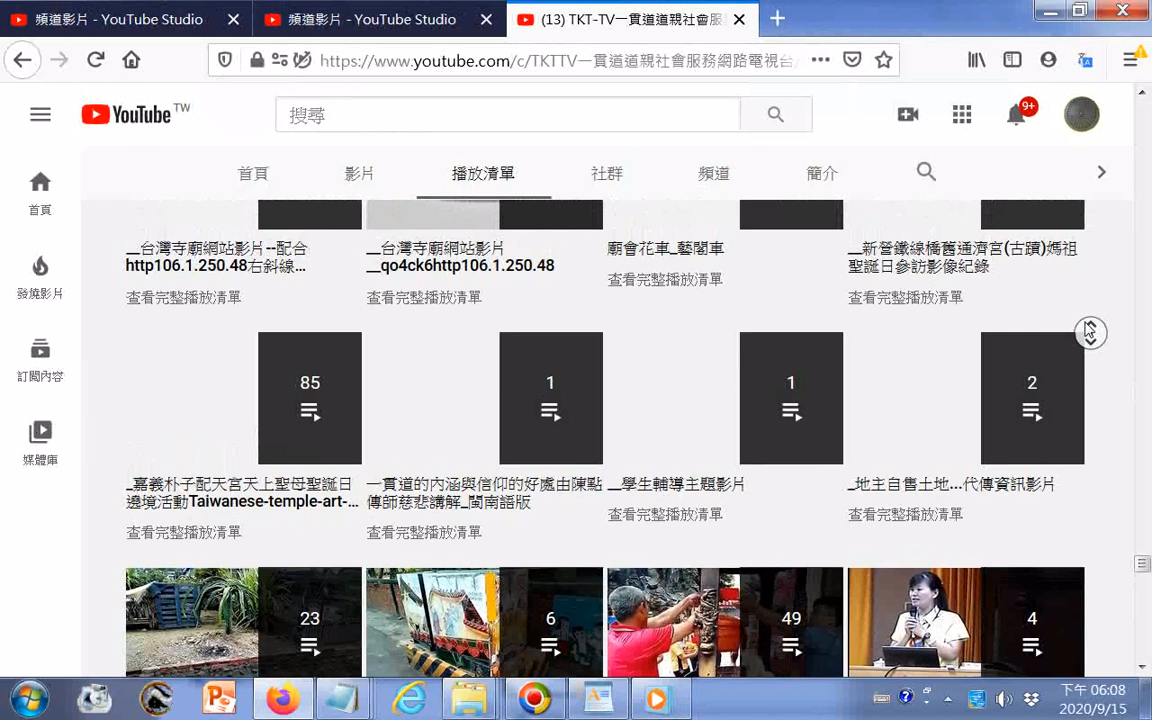 頻道影片 - YouTube Studio
頻道影片 - YouTube Studio
(13) TKT-TV一貫道道親社會服
https://www.youtube.com/c/TKTTV一貫道道親社會服務網路電視台/
YouTube TW
搜尋
9+
首頁
影片
播放清單
社群
頻道
簡介
首頁
發燒影片
訂閱內容
媒體庫
__台灣寺廟網站影片--配合
http106.1.250.48右斜線...
查看完整播放清單
__台灣寺廟網站影片
__qo4ck6http106.1.250.48
查看完整播放清單
廟會花車_藝閣車
查看完整播放清單
__新營鐵線橋舊通濟宮(古蹟)媽祖
聖誕日參訪影像紀錄
查看完整播放清單
85
1
1
2
__嘉義朴子配天宮天上聖母聖誕日
遶境活動Taiwanese-temple-art-...
查看完整播放清單
一貫道的內涵與信仰的好處由陳點
傳師慈悲講解_閩南語版
查看完整播放清單
__學生輔導主題影片
查看完整播放清單
_地主自售土地...代傳資訊影片
查看完整播放清單
23
6
49
4
下午 06:08
2020/9/15